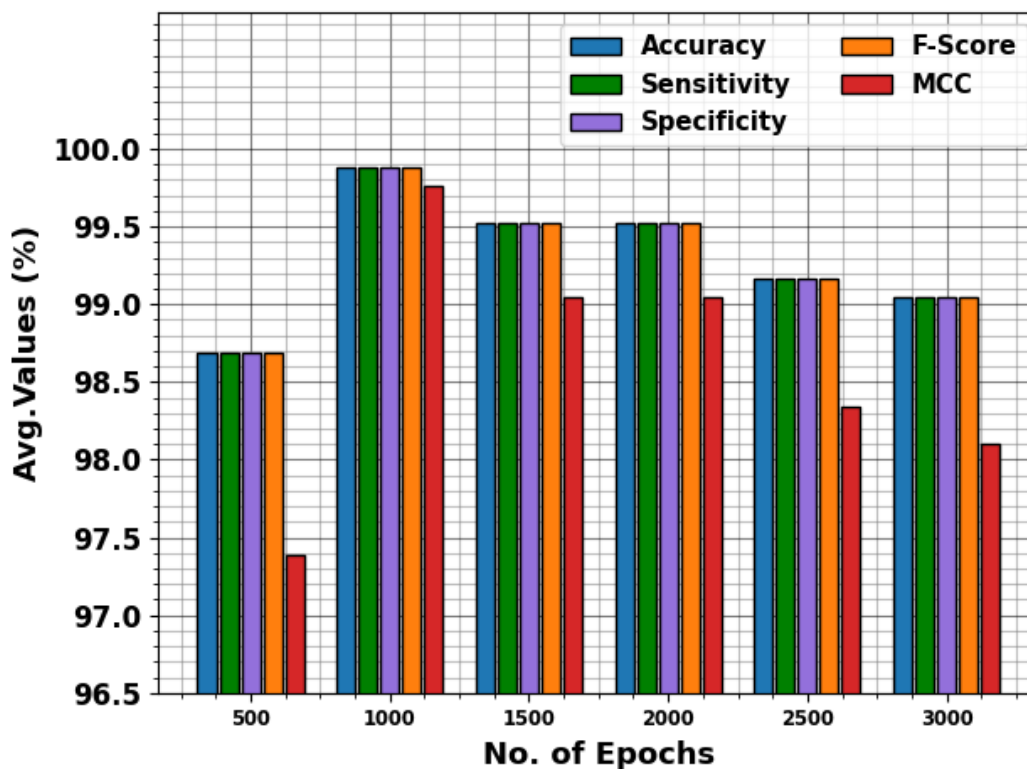 Accuracy
Sensitivity
Specificity
F-Score
MCC
100.0
99.5
99.0
98.5
98.0
97.5
97.0
96.5
Avg.Values (%)
500 1000 1500 2000 2500 3000
No. of Epochs